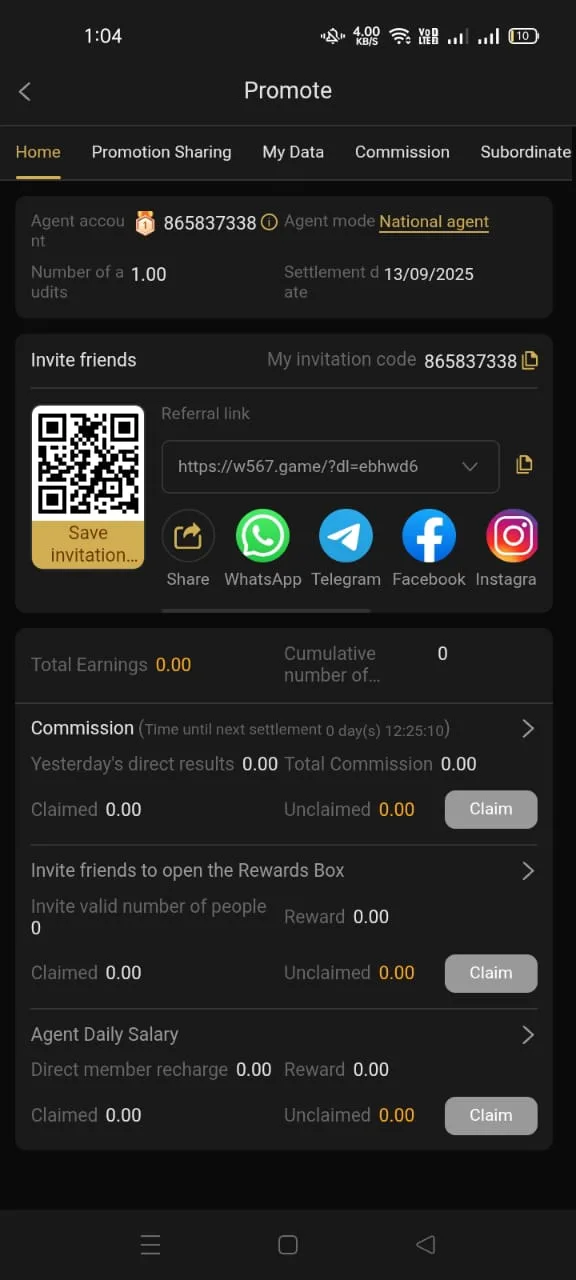 1:04
4.00
KB/S
VoD
LTE 2
10
Promote
Home Promotion Sharing My Data Commission Subordinate
Agent accou
nt
1
865837338
Agent mode National agent
Number of a
udits
1.00
Settlement d
ate
13/09/2025
Invite friends My invitation code 865837338
Referral link
https://w567.game/?dl=ebhwd6
Save
invitation...
Share WhatsApp Telegram Facebook Instagra
Total Earnings 0.00
Cumulative
number of...
0
Commission (Time until next settlement 0 day(s) 12:25:10)
Yesterday's direct results 0.00 Total Commission 0.00
Claimed 0.00 Unclaimed 0.00 Claim
Invite friends to open the Rewards Box
Invite valid number of people
0
Reward 0.00
Claimed 0.00 Unclaimed 0.00 Claim
Agent Daily Salary
Direct member recharge 0.00 Reward 0.00
Claimed 0.00 Unclaimed 0.00 Claim